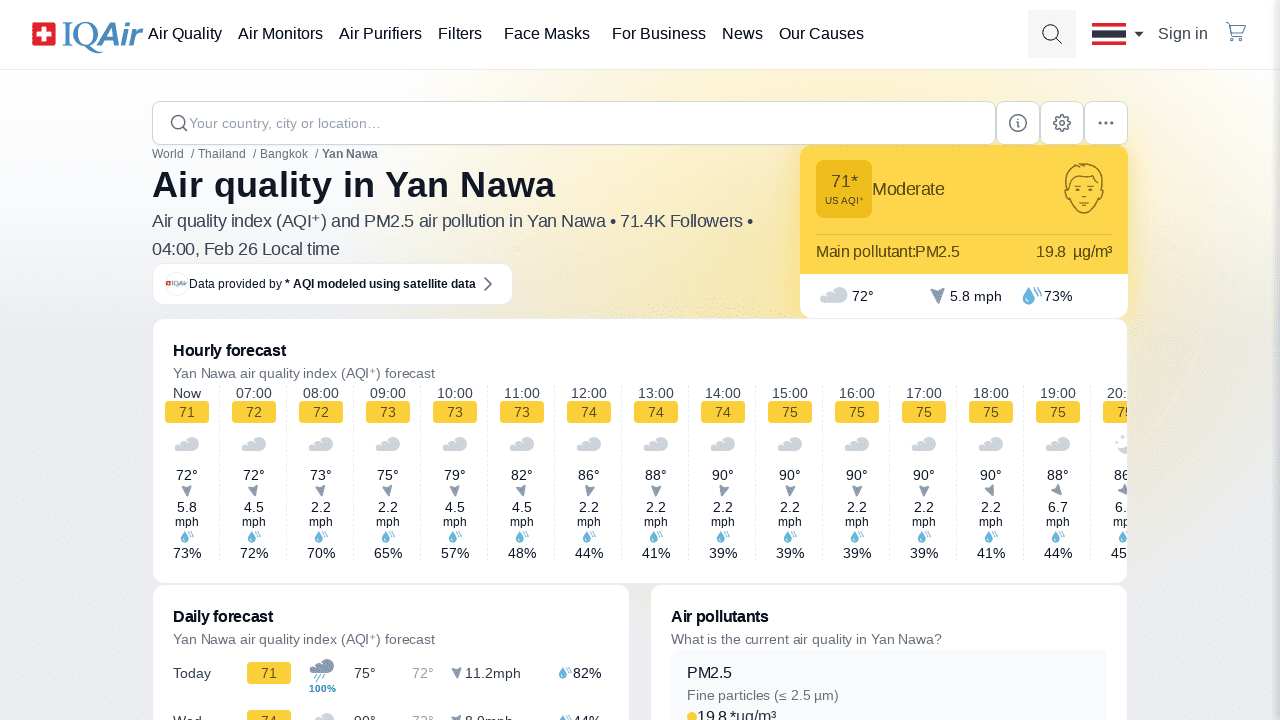 IQAir Air Quality Air Monitors Air Purifiers Filters Face Masks For Business News Our Causes Sign in
Your country, city or location…
World / Thailand / Bangkok / Yan Nawa
Air quality in Yan Nawa
Air quality index (AQI⁺) and PM2.5 air pollution in Yan Nawa • 71.4K Followers •
04:00, Feb 26 Local time
IQAir Data provided by * AQI modeled using satellite data
71*
US AQI⁺
Moderate
Main pollutant:PM2.5 19.8 µg/m³
72° 5.8 mph 73%
Hourly forecast
Yan Nawa air quality index (AQI⁺) forecast
Now 07:00 08:00 09:00 10:00 11:00 12:00 13:00 14:00 15:00 16:00 17:00 18:00 19:00 20:
71 72 72 73 73 73 74 74 74 75 75 75 75 75 75
72° 72° 73° 75° 79° 82° 86° 88° 90° 90° 90° 90° 90° 88° 86
5.8 4.5 2.2 2.2 4.5 4.5 2.2 2.2 2.2 2.2 2.2 2.2 2.2 6.7 6.
mph mph mph mph mph mph mph mph mph mph mph mph mph mph mp
73% 72% 70% 65% 57% 48% 44% 41% 39% 39% 39% 39% 41% 44% 45
Daily forecast
Yan Nawa air quality index (AQI⁺) forecast
Today 71 75° 72° 11.2mph 82%
100%
Wed 74 90° 72° 8.9mph 44%
Air pollutants
What is the current air quality in Yan Nawa?
PM2.5
Fine particles (≤ 2.5 µm)
19.8 *µg/m³